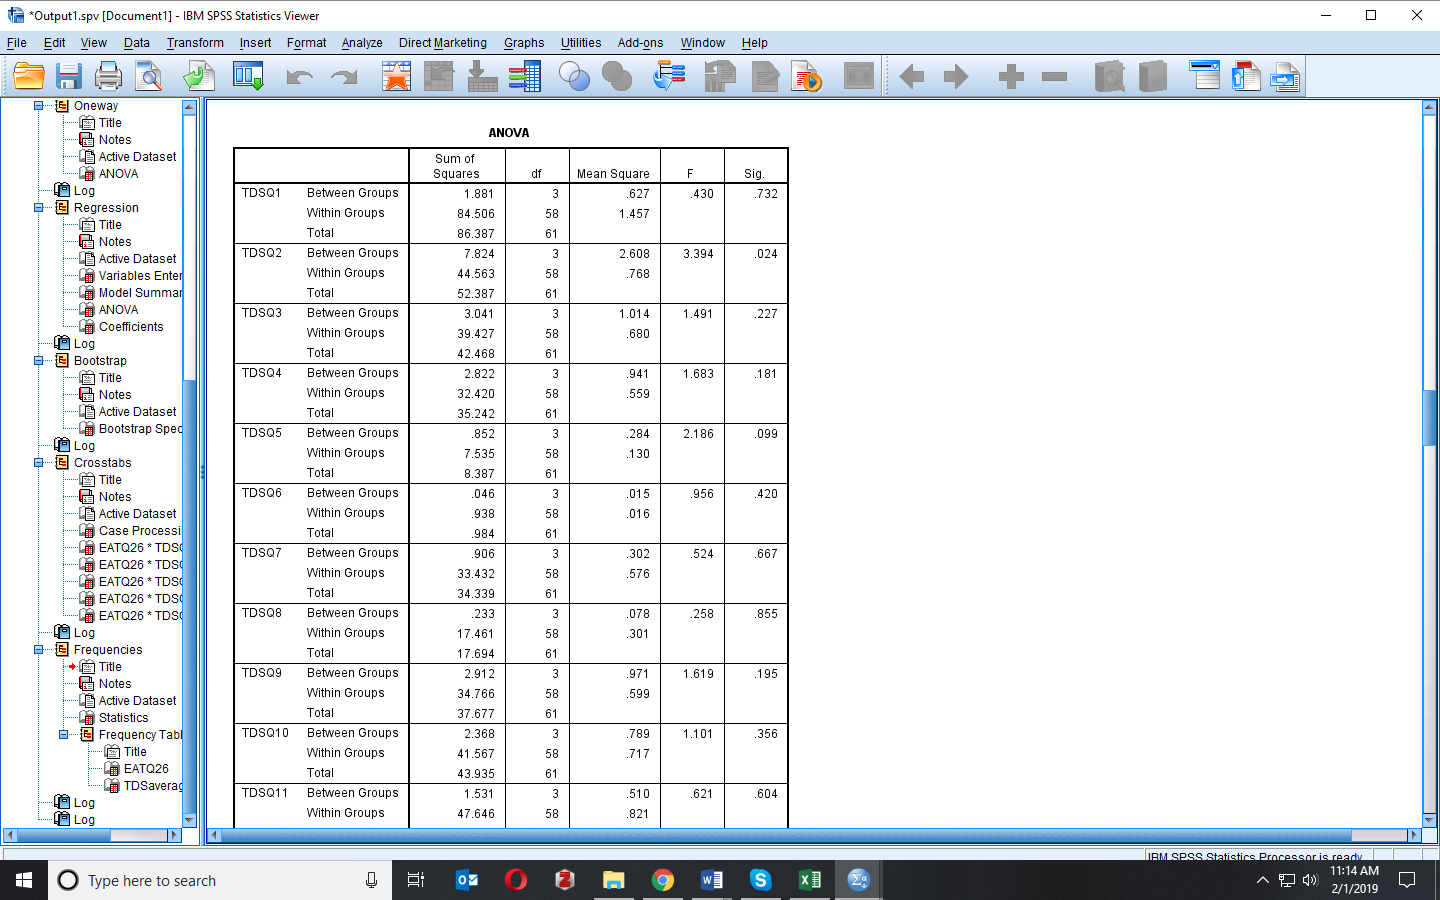 *Output1.spv [Document1] - IBM SPSS Statistics Viewer
File Edit View Data Transform Insert Format Analyze Direct Marketing Graphs Utilities Add-ons Window Help
Oneway
Title
Notes
Active Dataset
ANOVA
Log
Regression
Title
Notes
Active Dataset
Variables Enter
Model Summar
ANOVA
Coefficients
Log
Bootstrap
Title
Notes
Active Dataset
Bootstrap Spec
Log
Crosstabs
Title
Notes
Active Dataset
Case Processi
EATQ26 * TDSQ
EATQ26 * TDSQ
EATQ26 * TDSQ
EATQ26 * TDSQ
EATQ26 * TDSQ
Log
Frequencies
Title
Notes
Active Dataset
Statistics
Frequency Tabl
Title
EATQ26
TDSaverag
Log
Log
ANOVA
Sum of
Squares df Mean Square F Sig.
TDSQ1 Between Groups 1.881 3 .627 .430 .732
Within Groups 84.506 58 1.457
Total 86.387 61
TDSQ2 Between Groups 7.824 3 2.608 3.394 .024
Within Groups 44.563 58 .768
Total 52.387 61
TDSQ3 Between Groups 3.041 3 1.014 1.491 .227
Within Groups 39.427 58 .680
Total 42.468 61
TDSQ4 Between Groups 2.822 3 .941 1.683 .181
Within Groups 32.420 58 .559
Total 35.242 61
TDSQ5 Between Groups .852 3 .284 2.186 .099
Within Groups 7.535 58 .130
Total 8.387 61
TDSQ6 Between Groups .046 3 .015 .956 .420
Within Groups .938 58 .016
Total .984 61
TDSQ7 Between Groups .906 3 .302 .524 .667
Within Groups 33.432 58 .576
Total 34.339 61
TDSQ8 Between Groups .233 3 .078 .258 .855
Within Groups 17.461 58 .301
Total 17.694 61
TDSQ9 Between Groups 2.912 3 .971 1.619 .195
Within Groups 34.766 58 .599
Total 37.677 61
TDSQ10 Between Groups 2.368 3 .789 1.101 .356
Within Groups 41.567 58 .717
Total 43.935 61
TDSQ11 Between Groups 1.531 3 .510 .621 .604
Within Groups 47.646 58 .821
IBM SPSS Statistics Processor is ready
Type here to search
11:14 AM
2/1/2019